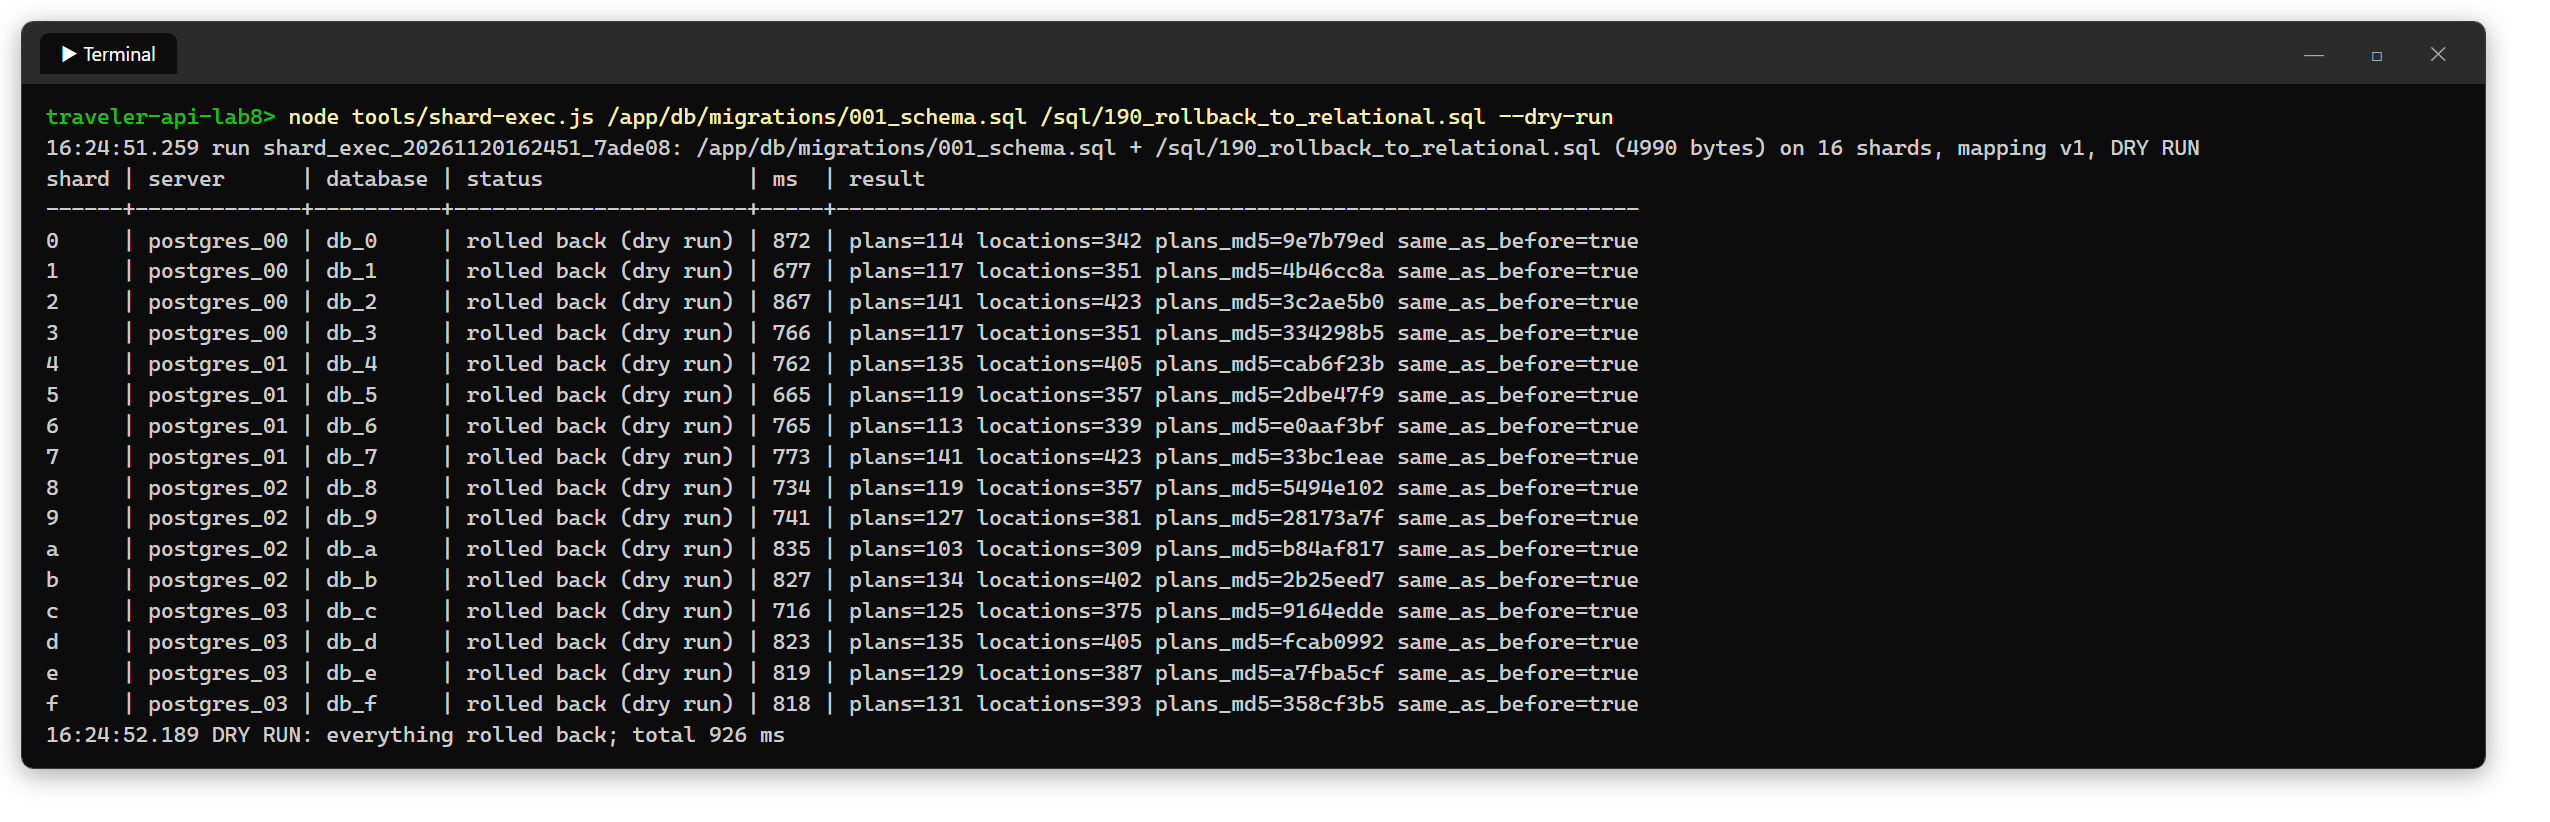 ▶ Terminal
traveler-api-lab8> node tools/shard-exec.js /app/db/migrations/001_schema.sql /sql/190_rollback_to_relational.sql --dry-run
16:24:51.259 run shard_exec_20261120162451_7ade08: /app/db/migrations/001_schema.sql + /sql/190_rollback_to_relational.sql (4990 bytes) on 16 shards, mapping v1, DRY RUN
shard | server      | database | status                | ms  | result
------+-------------+----------+-----------------------+-----+---------------------------------------------------------------
0     | postgres_00 | db_0     | rolled back (dry run) | 872 | plans=114 locations=342 plans_md5=9e7b79ed same_as_before=true
1     | postgres_00 | db_1     | rolled back (dry run) | 677 | plans=117 locations=351 plans_md5=4b46cc8a same_as_before=true
2     | postgres_00 | db_2     | rolled back (dry run) | 867 | plans=141 locations=423 plans_md5=3c2ae5b0 same_as_before=true
3     | postgres_00 | db_3     | rolled back (dry run) | 766 | plans=117 locations=351 plans_md5=334298b5 same_as_before=true
4     | postgres_01 | db_4     | rolled back (dry run) | 762 | plans=135 locations=405 plans_md5=cab6f23b same_as_before=true
5     | postgres_01 | db_5     | rolled back (dry run) | 665 | plans=119 locations=357 plans_md5=2dbe47f9 same_as_before=true
6     | postgres_01 | db_6     | rolled back (dry run) | 765 | plans=113 locations=339 plans_md5=e0aaf3bf same_as_before=true
7     | postgres_01 | db_7     | rolled back (dry run) | 773 | plans=141 locations=423 plans_md5=33bc1eae same_as_before=true
8     | postgres_02 | db_8     | rolled back (dry run) | 734 | plans=119 locations=357 plans_md5=5494e102 same_as_before=true
9     | postgres_02 | db_9     | rolled back (dry run) | 741 | plans=127 locations=381 plans_md5=28173a7f same_as_before=true
a     | postgres_02 | db_a     | rolled back (dry run) | 835 | plans=103 locations=309 plans_md5=b84af817 same_as_before=true
b     | postgres_02 | db_b     | rolled back (dry run) | 827 | plans=134 locations=402 plans_md5=2b25eed7 same_as_before=true
c     | postgres_03 | db_c     | rolled back (dry run) | 716 | plans=125 locations=375 plans_md5=9164edde same_as_before=true
d     | postgres_03 | db_d     | rolled back (dry run) | 823 | plans=135 locations=405 plans_md5=fcab0992 same_as_before=true
e     | postgres_03 | db_e     | rolled back (dry run) | 819 | plans=129 locations=387 plans_md5=a7fba5cf same_as_before=true
f     | postgres_03 | db_f     | rolled back (dry run) | 818 | plans=131 locations=393 plans_md5=358cf3b5 same_as_before=true
16:24:52.189 DRY RUN: everything rolled back; total 926 ms